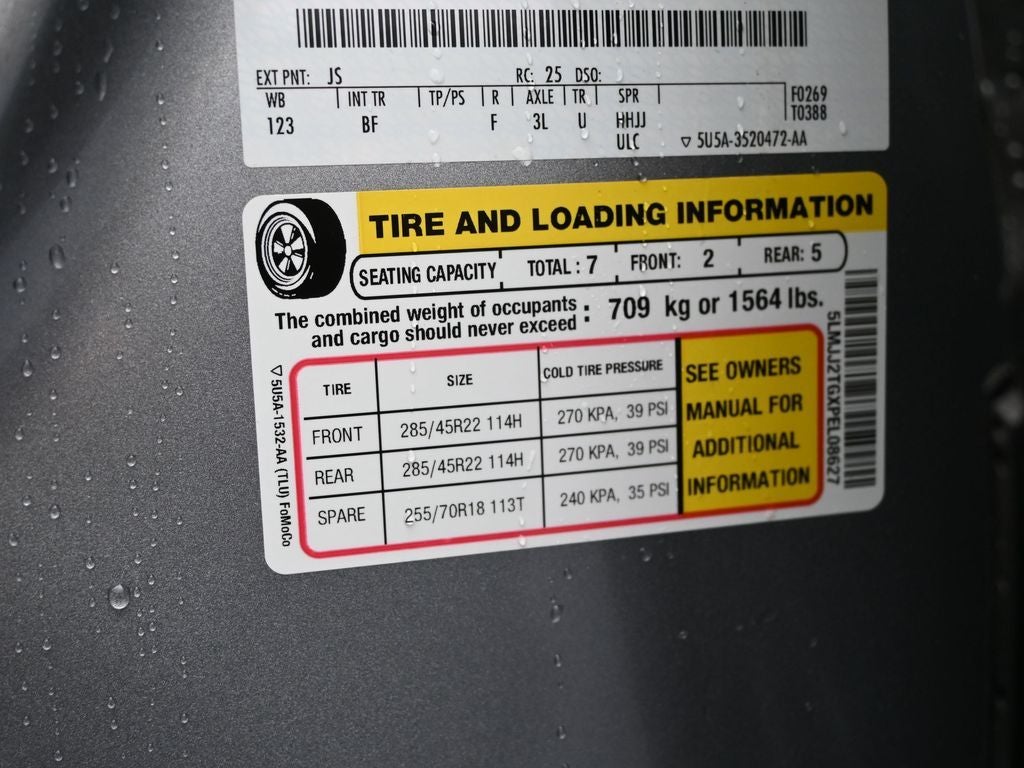 EXT PNT: JS RC: 25 DSO:
WB INT TR TP/PS R AXLE TR SPR F0269
123 BF F 3L U HHJJ T0388
ULC ▽ 5U5A-3520472-AA
TIRE AND LOADING INFORMATION
SEATING CAPACITY TOTAL : 7 FRONT: 2 REAR: 5
The combined weight of occupants
and cargo should never exceed : 709 kg or 1564 lbs.
TIRE SIZE COLD TIRE PRESSURE
FRONT 285/45R22 114H 270 KPA, 39 PSI
REAR 285/45R22 114H 270 KPA, 39 PSI
SPARE 255/70R18 113T 240 KPA, 35 PSI
SEE OWNERS
MANUAL FOR
ADDITIONAL
INFORMATION
▽5U5A-1532-AA (TLU) FoMoCo
5LMJJ2TGXPEL08627